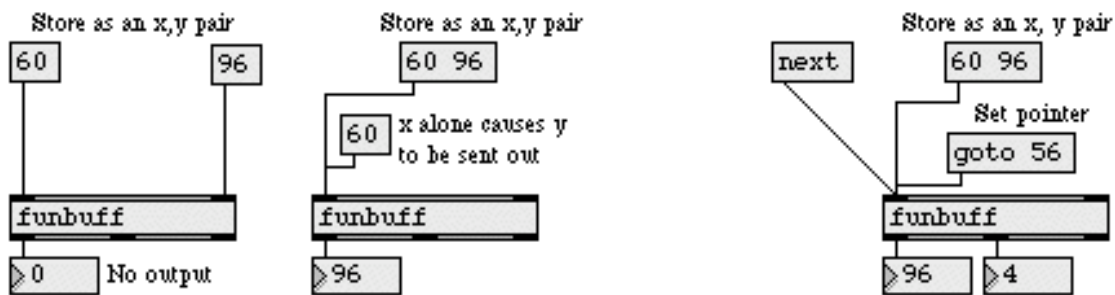 Store as an x,y pair
60
96
funbuff
0
No output
Store as an x,y pair
60 96
60
x alone causes y
to be sent out
funbuff
96
next
Store as an x, y pair
60 96
Set pointer
goto 56
funbuff
96
4